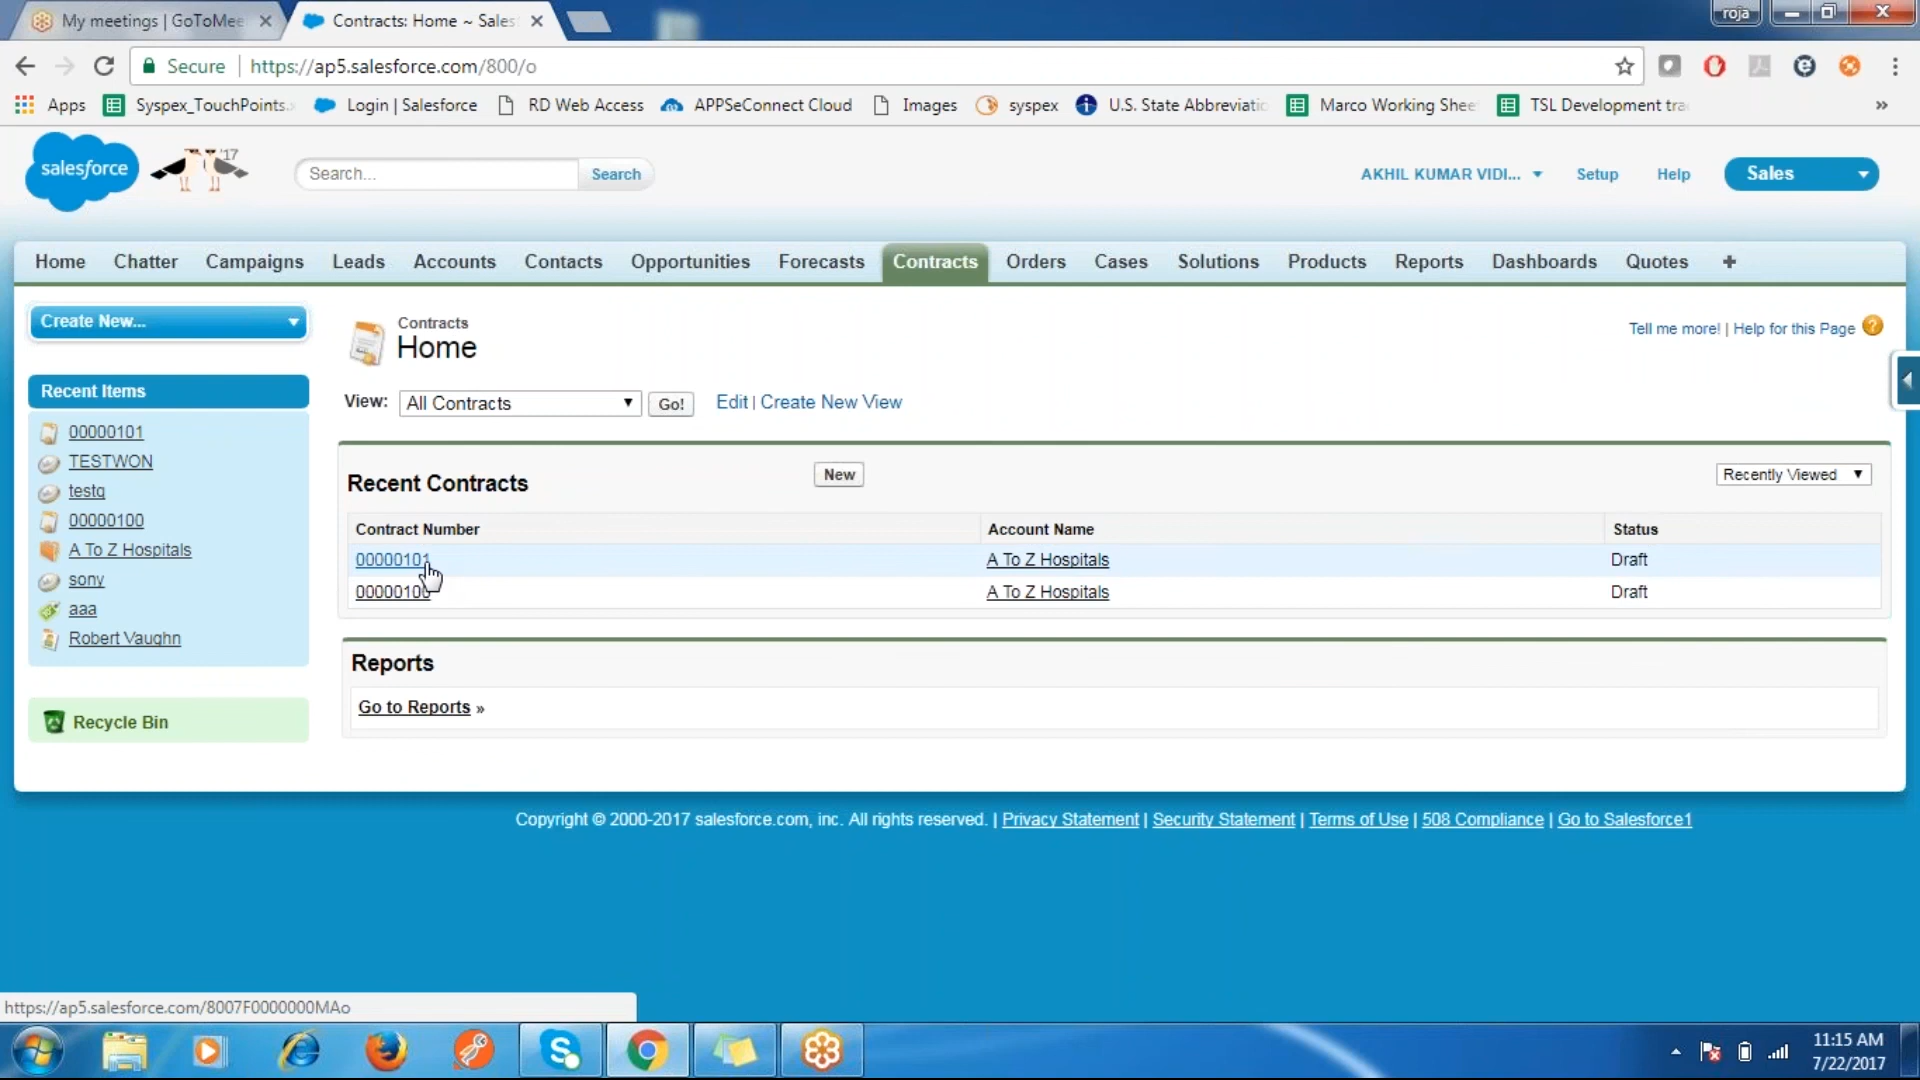 My meetings | GoToMee
Contracts: Home ~ Sales
roja
Secure
https://ap5.salesforce.com/800/o
Apps
Syspex_TouchPoints.x
Login | Salesforce
RD Web Access
APPSeConnect Cloud
Images
syspex
U.S. State Abbreviatio
Marco Working Shee
TSL Development tra
»
salesforce
'17
Search...
Search
AKHIL KUMAR VIDI...
Setup
Help
Sales
Home
Chatter
Campaigns
Leads
Accounts
Contacts
Opportunities
Forecasts
Contracts
Orders
Cases
Solutions
Products
Reports
Dashboards
Quotes
+
Create New...
Recent Items
00000101
TESTWON
testq
00000100
A To Z Hospitals
sony
aaa
Robert Vaughn
Recycle Bin
Contracts
Home
Tell me more! | Help for this Page
?
View: All Contracts Go! Edit | Create New View
Recent Contracts
New
Recently Viewed
Contract Number Account Name Status
00000101 A To Z Hospitals Draft
00000100 A To Z Hospitals Draft
Reports
Go to Reports »
Copyright © 2000-2017 salesforce.com, inc. All rights reserved. | Privacy Statement | Security Statement | Terms of Use | 508 Compliance | Go to Salesforce1
https://ap5.salesforce.com/8007F0000000MAo
11:15 AM
7/22/2017